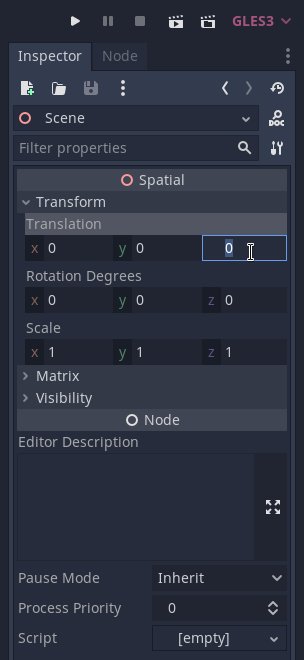 GLES3
Inspector Node
Scene
DOC
Filter properties
Spatial
Transform
Translation
x 0 y 0 0
Rotation Degrees
x 0 y 0 z 0
Scale
x 1 y 1 z 1
Matrix
Visibility
Node
Editor Description
Pause Mode Inherit
Process Priority 0
Script [empty]